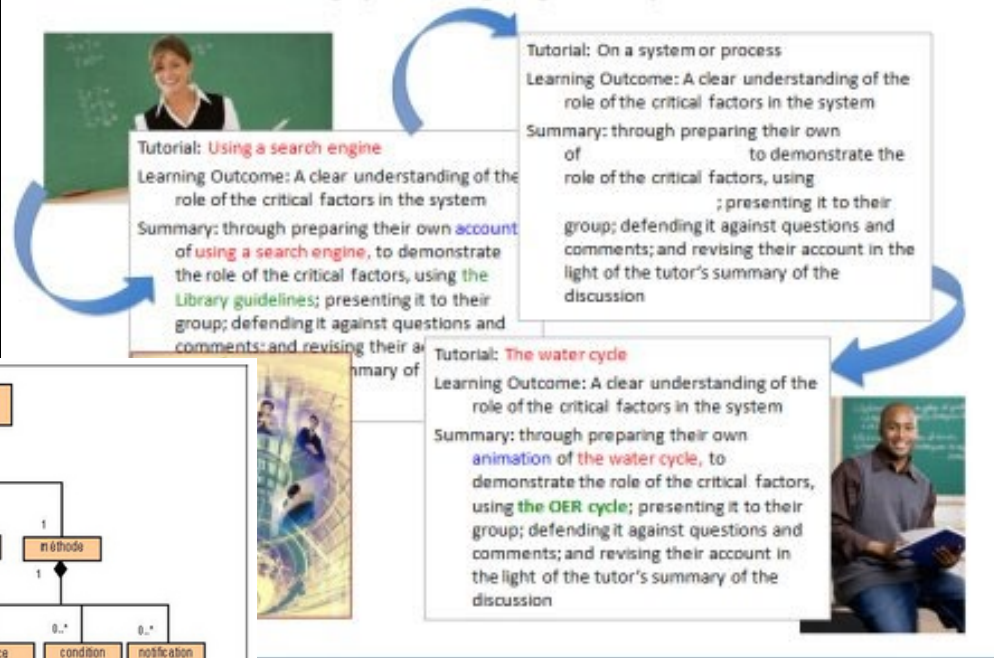 Tutorial: Using a search engine
Learning Outcome: A clear understanding of the
role of the critical factors in the system
Summary: through preparing their own account
of using a search engine, to demonstrate
the role of the critical factors, using the
Library guidelines; presenting it to their
group; defending it against questions and
comments; and revising their
mmary of
Tutorial: On a system or process
Learning Outcome: A clear understanding of the
role of the critical factors in the system
Summary: through preparing their own
of to demonstrate the
role of the critical factors, using
; presenting it to their
group; defending it against questions and
comments; and revising their account in the
light of the tutor's summary of the
discussion
Tutorial: The water cycle
Learning Outcome: A clear understanding of the
role of the critical factors in the system
Summary: through preparing their own
animation of the water cycle, to
demonstrate the role of the critical factors,
using the OER cycle; presenting it to their
group; defending it against questions and
comments; and revising their account in
the light of the tutor's summary of the
discussion
1
méthode
1
0..* 0..*
condition notification